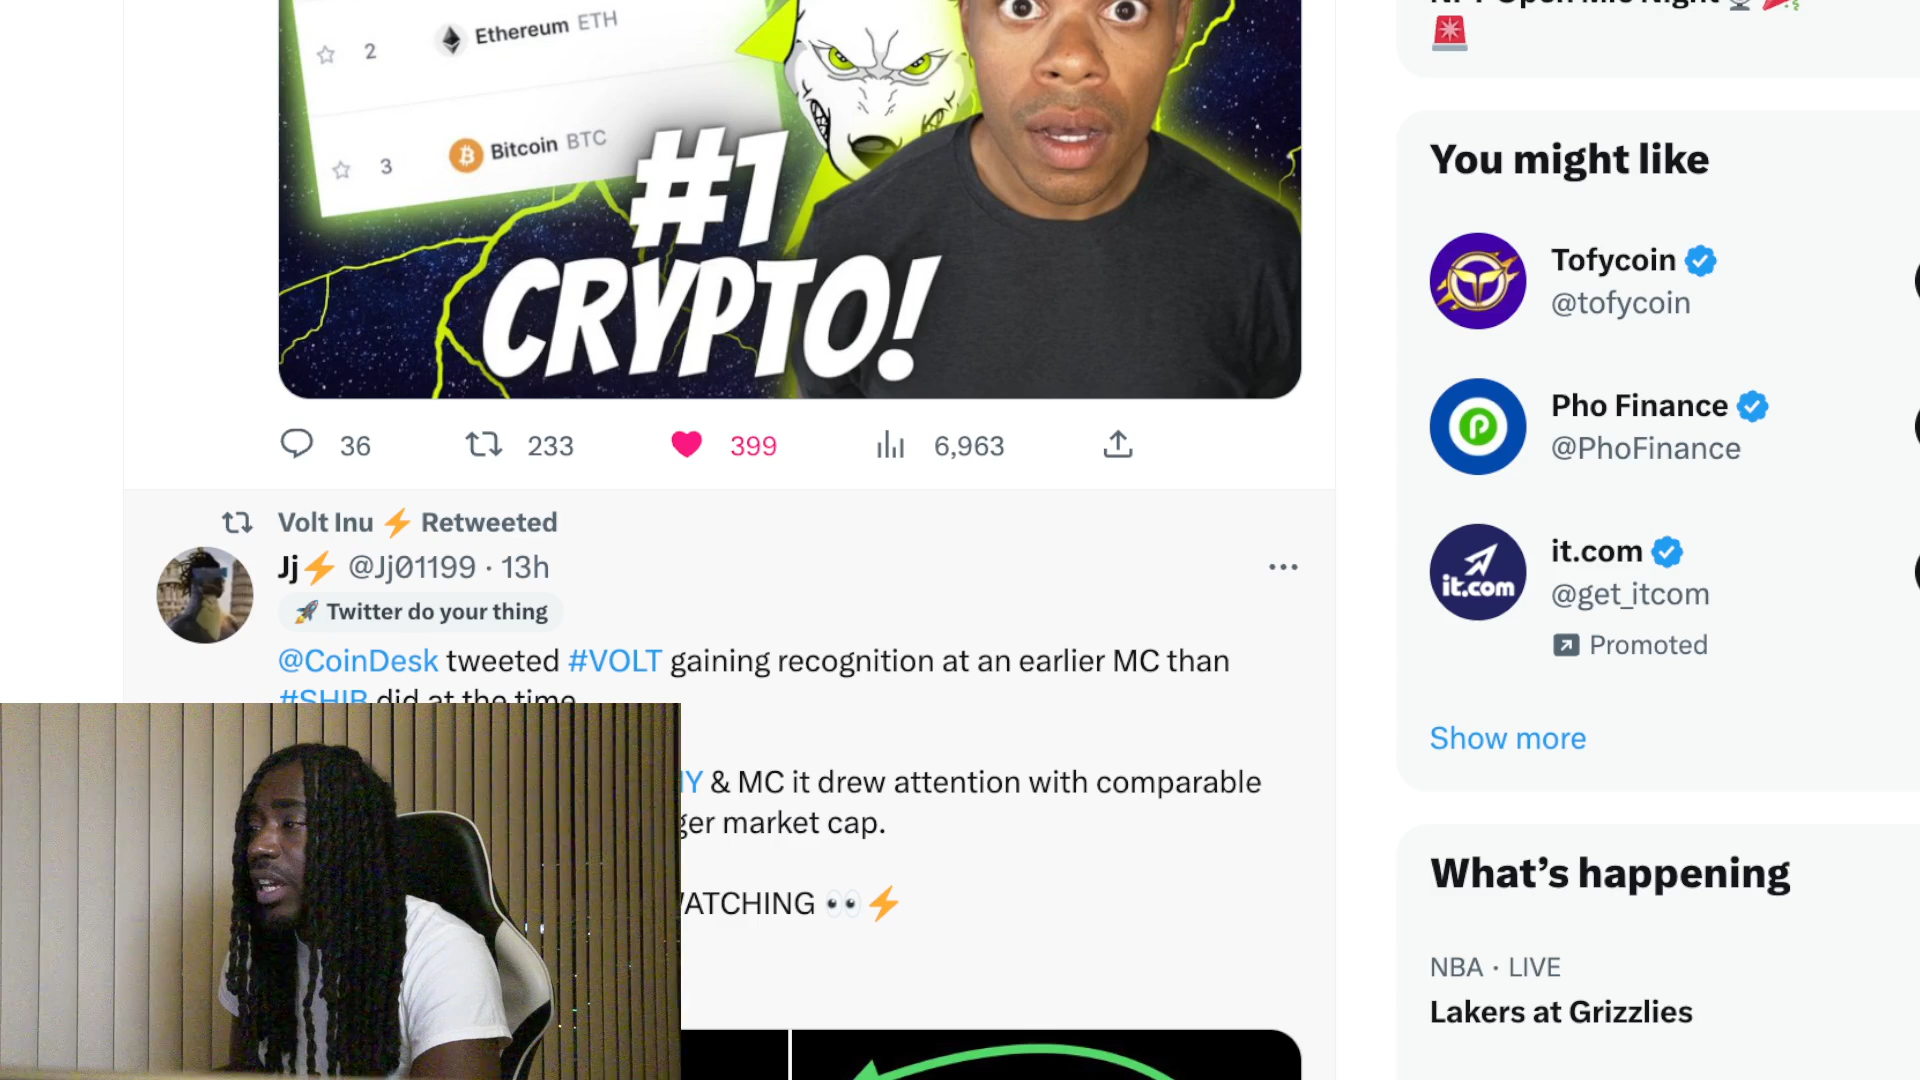 2 Ethereum ETH
3 Bitcoin BTC
#1
CRYPTO!
36 233 399 6,963
Volt Inu ⚡ Retweeted
Jj⚡ @Jj01199 · 13h
🚀 Twitter do your thing
@CoinDesk tweeted #VOLT gaining recognition at an earlier MC than
#SHIB did at the time
& MC it drew attention with comparable
market cap.
👀⚡
You might like
Tofycoin
@tofycoin
Pho Finance
@PhoFinance
it.com
it.com
@get_itcom
Promoted
Show more
What's happening
NBA · LIVE
Lakers at Grizzlies